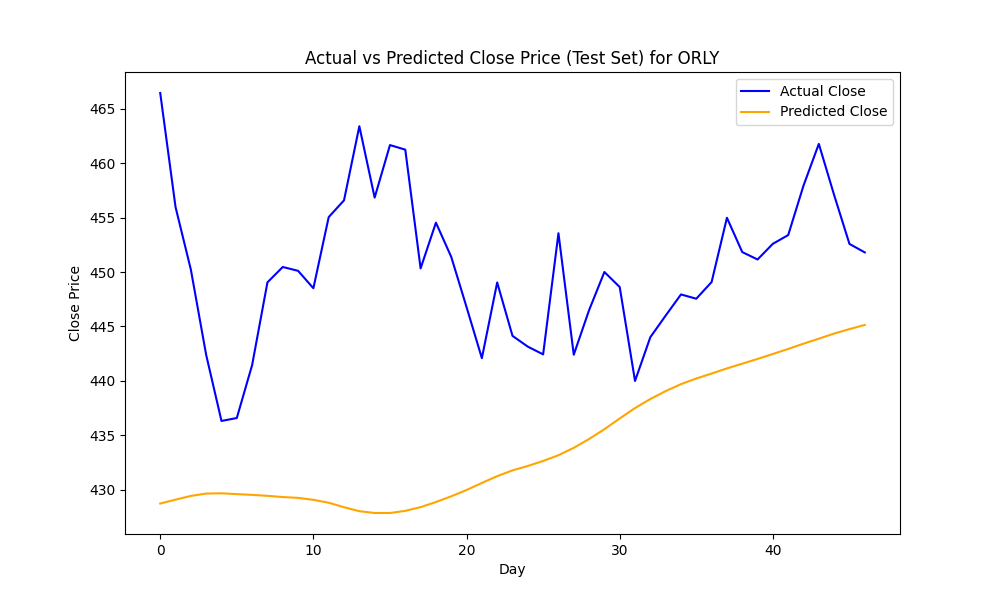 Actual vs Predicted Close Price (Test Set) for ORLY
Actual Close
Predicted Close
Close Price
465
460
455
450
445
440
435
430
0 10 20 30 40
Day